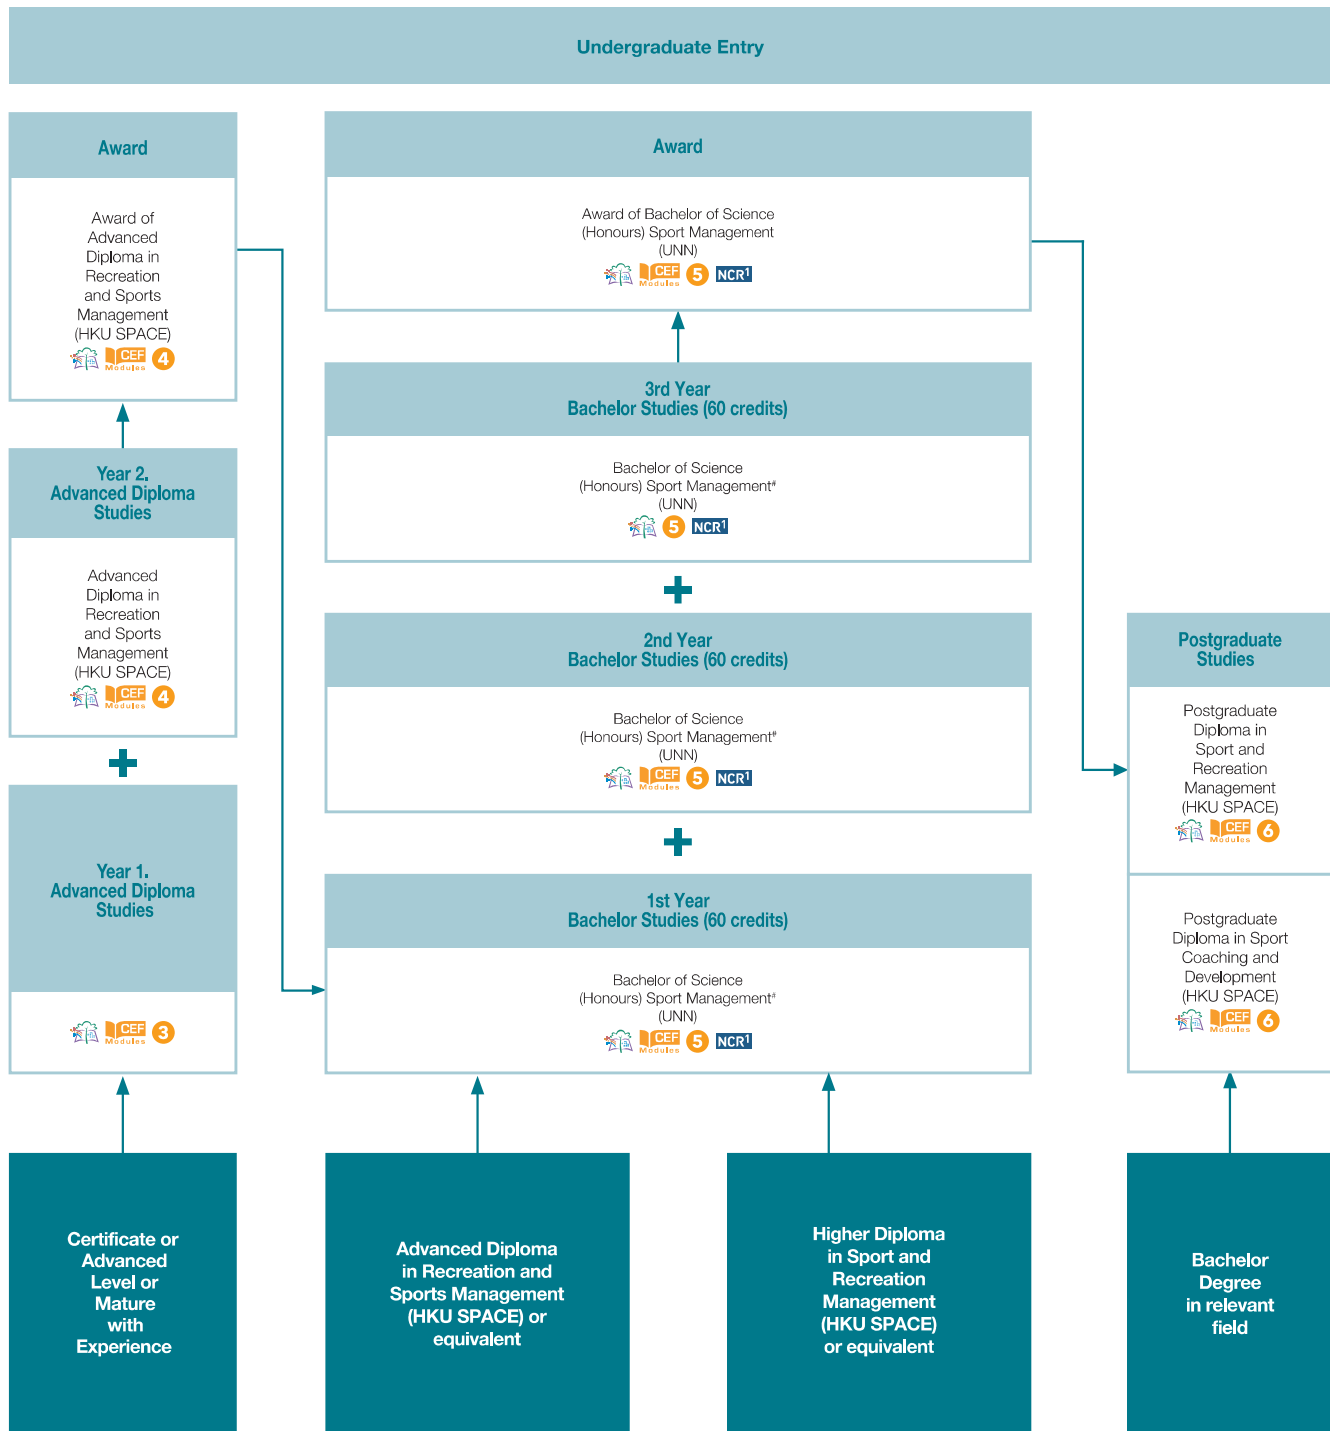 Undergraduate Entry
Award
Award of
Advanced
Diploma in
Recreation
and Sports
Management
(HKU SPACE)
CEF
Modules
4
Year 2.
Advanced Diploma
Studies
Advanced
Diploma in
Recreation
and Sports
Management
(HKU SPACE)
CEF
Modules
4
Year 1.
Advanced Diploma
Studies
CEF
Modules
3
Certificate or
Advanced
Level or
Mature
with
Experience
Award
Award of Bachelor of Science
(Honours) Sport Management
(UNN)
CEF
Modules
5 NCR¹
3rd Year
Bachelor Studies (60 credits)
Bachelor of Science
(Honours) Sport Management#
(UNN)
5 NCR¹
2nd Year
Bachelor Studies (60 credits)
Bachelor of Science
(Honours) Sport Management#
(UNN)
CEF
Modules
5 NCR¹
1st Year
Bachelor Studies (60 credits)
Bachelor of Science
(Honours) Sport Management#
(UNN)
CEF
Modules
5 NCR¹
Advanced Diploma
in Recreation and
Sports Management
(HKU SPACE) or
equivalent
Higher Diploma
in Sport and
Recreation
Management
(HKU SPACE)
or equivalent
Postgraduate
Studies
Postgraduate
Diploma in
Sport and
Recreation
Management
(HKU SPACE)
CEF
Modules
6
Postgraduate
Diploma in Sport
Coaching and
Development
(HKU SPACE)
CEF
Modules
6
Bachelor
Degree
in relevant
field